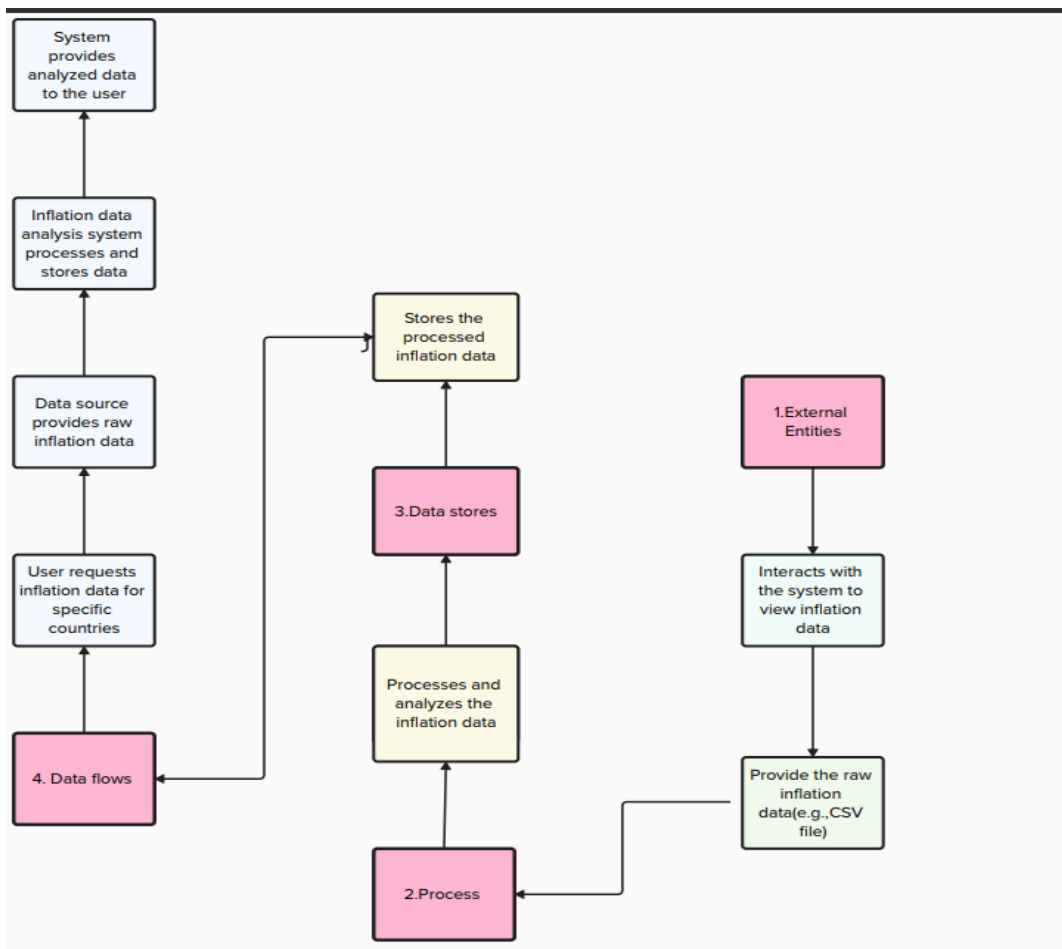 System
provides
analyzed data
to the user
Inflation data
analysis system
processes and
stores data
Data source
provides raw
inflation data
User requests
inflation data for
specific
countries
4. Data flows
Stores the
processed
inflation data
3.Data stores
Processes and
analyzes the
inflation data
2.Process
1.External
Entities
Interacts with
the system to
view inflation
data
Provide the raw
inflation
data(e.g.,CSV
file)